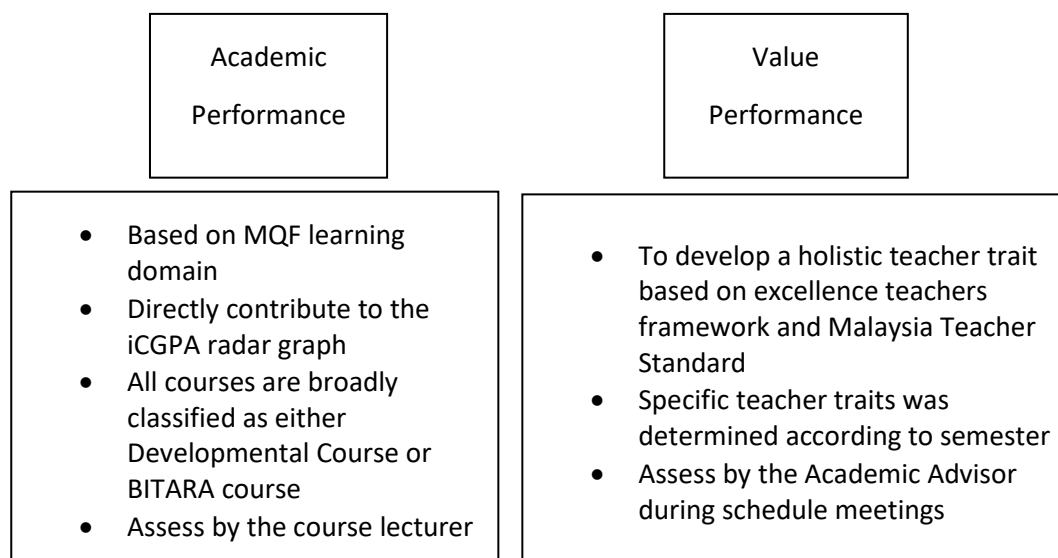 Academic
Performance
• Based on MQF learning
domain
• Directly contribute to the
iCGPA radar graph
• All courses are broadly
classified as either
Developmental Course or
BITARA course
• Assess by the course lecturer
Value
Performance
• To develop a holistic teacher trait
based on excellence teachers
framework and Malaysia Teacher
Standard
• Specific teacher traits was
determined according to semester
• Assess by the Academic Advisor
during schedule meetings